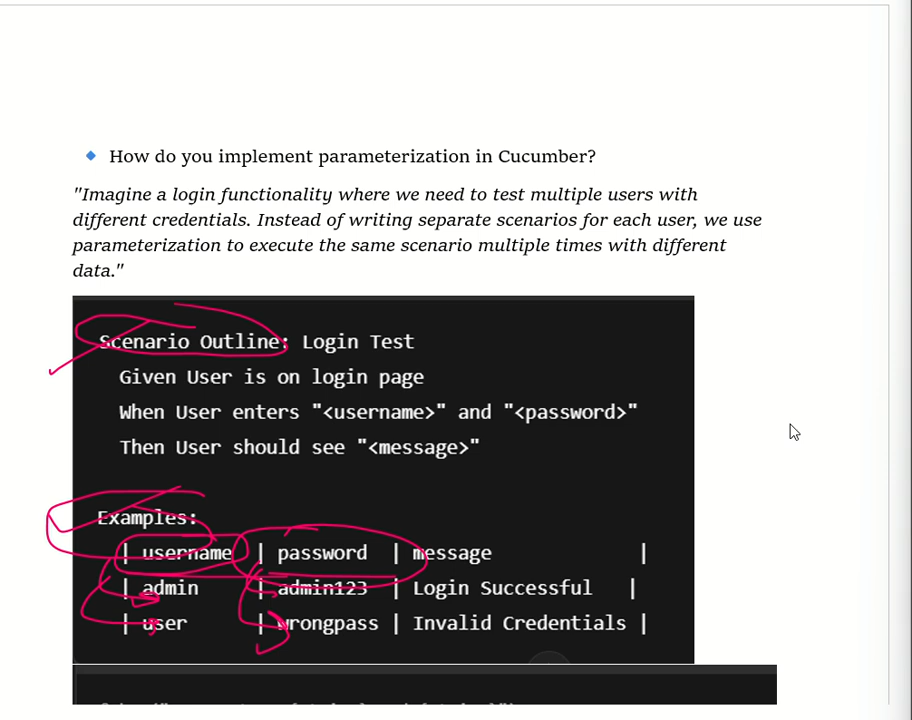 How do you implement parameterization in Cucumber?
"Imagine a login functionality where we need to test multiple users with
different credentials. Instead of writing separate scenarios for each user, we use
parameterization to execute the same scenario multiple times with different
data."
Scenario Outline: Login Test
Given User is on login page
When User enters "<username>" and "<password>"
Then User should see "<message>"
Examples:
| username | password | message |
| admin | admin123 | Login Successful |
| user | wrongpass | Invalid Credentials |